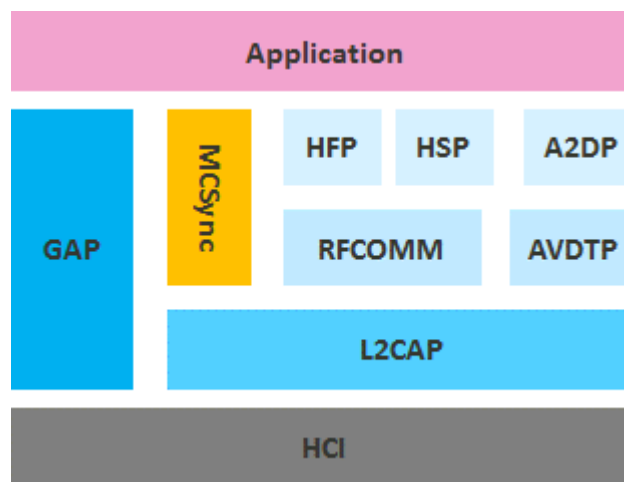 Application
HFP
HSP
A2DP
MCSync
GAP
RFCOMM
AVDTP
L2CAP
HCI